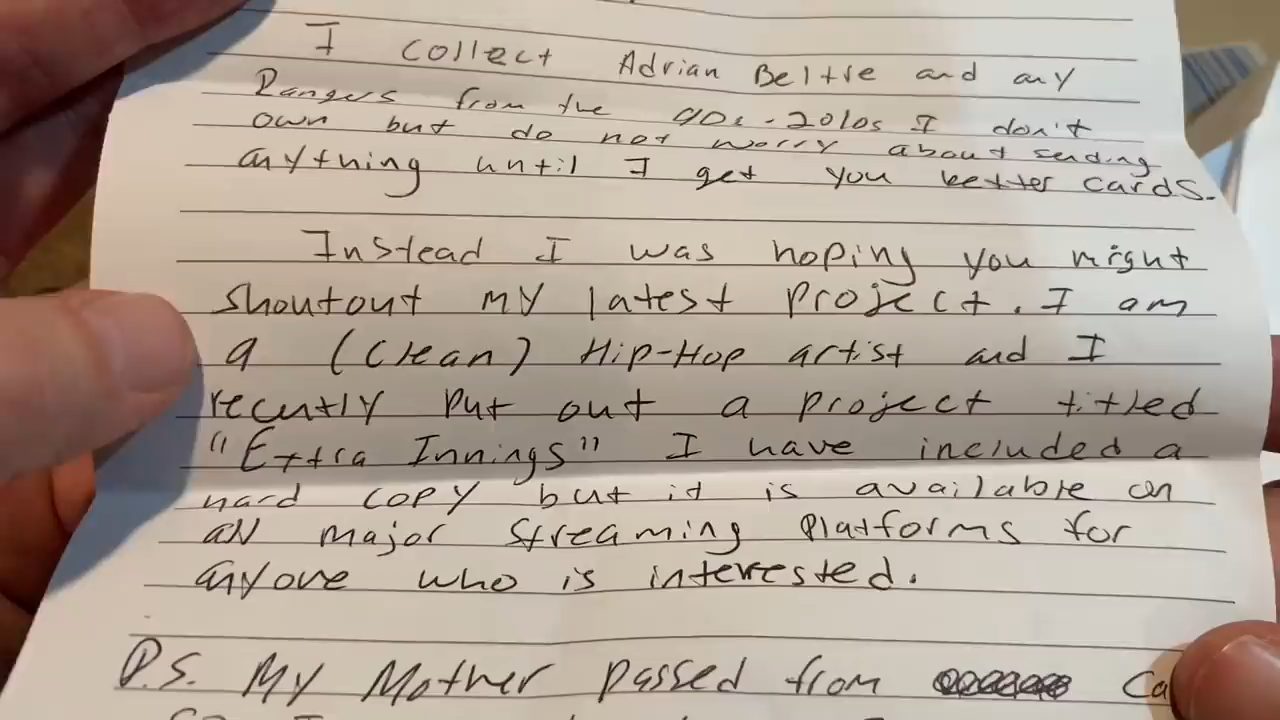 I collect Adrian Beltre and any
Rangers from the 90s-2010s I don't
own but do not worry about sending
anything until I get you better cards.
Instead I was hoping you might
shoutout my latest project. I am
a (Clean) Hip-Hop artist and I
recently put out a project titled
"Extra Innings" I have included a
hard copy but it is available on
all major streaming platforms for
anyone who is interested.
P.S. My Mother passed from